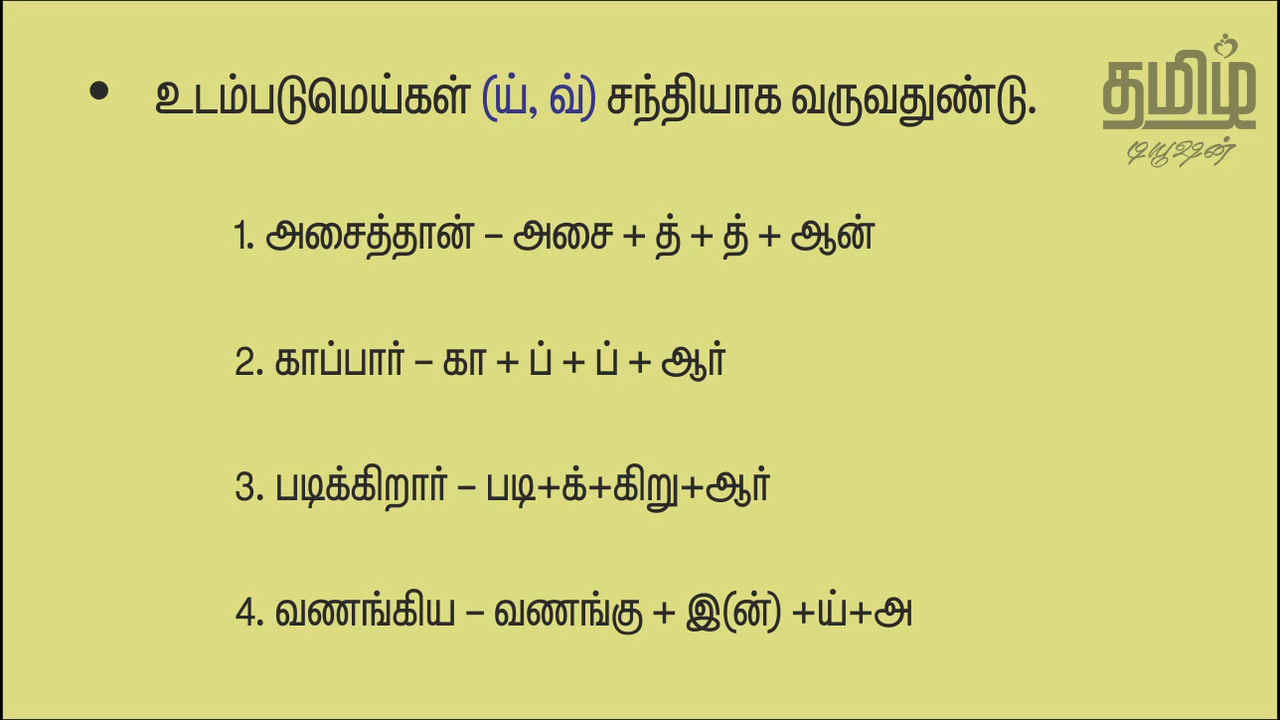 • உடம்படுமெய்கள் (ய், வ்) சந்தியாக வருவதுண்டு.
தமிழ்
டியூஷன்
1. அசைத்தான் – அசை + த் + த் + ஆன்
2. காப்பார் – கா + ப் + ப் + ஆர்
3. படிக்கிறார் – படி+க்+கிறு+ஆர்
4. வணங்கிய – வணங்கு + இ(ன்) +ய்+அ